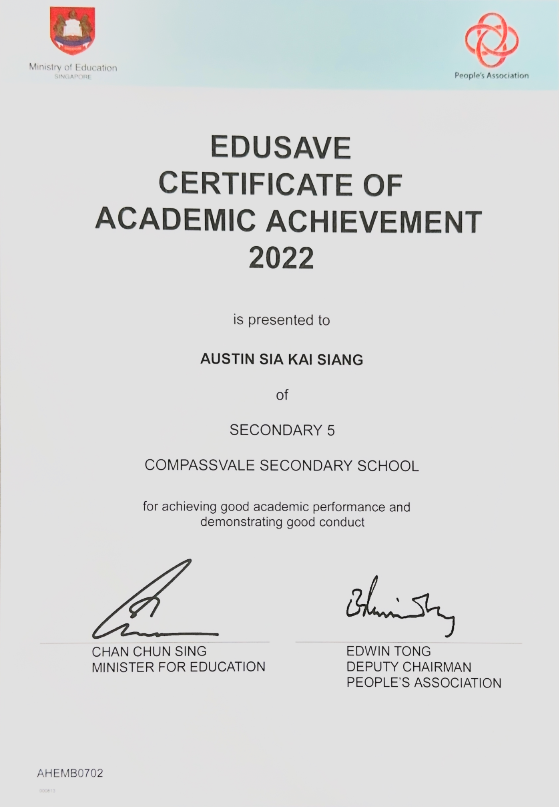 Ministry of Education
SINGAPORE
People's Association
EDUSAVE
CERTIFICATE OF
ACADEMIC ACHIEVEMENT
2022
is presented to
AUSTIN SIA KAI SIANG
of
SECONDARY 5
COMPASSVALE SECONDARY SCHOOL
for achieving good academic performance and
demonstrating good conduct
CHAN CHUN SING
MINISTER FOR EDUCATION
EDWIN TONG
DEPUTY CHAIRMAN
PEOPLE'S ASSOCIATION
AHEMB0702